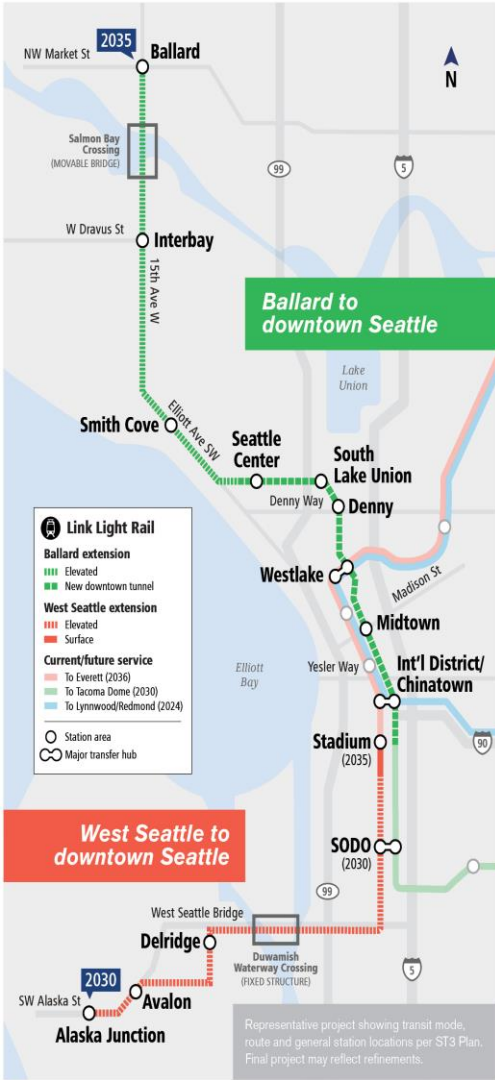 2035
NW Market St
Ballard
N
Salmon Bay
Crossing
(MOVABLE BRIDGE)
99
5
W Dravus St
Interbay
15th Ave W
Ballard to
downtown Seattle
Lake
Union
Smith Cove
Elliott Ave SW
Seattle
Center
South
Lake Union
Denny Way
Denny
Link Light Rail
Ballard extension
Elevated
New downtown tunnel
West Seattle extension
Elevated
Surface
Current/future service
To Everett (2036)
To Tacoma Dome (2030)
To Lynnwood/Redmond (2024)
Station area
Major transfer hub
Westlake
Madison St
Midtown
Elliott
Bay
Yesler Way
Int'l District/
Chinatown
Stadium
(2035)
90
West Seattle to
downtown Seattle
SODO
(2030)
99
West Seattle Bridge
Delridge
Duwamish
Waterway Crossing
(FIXED STRUCTURE)
5
2030
SW Alaska St
Avalon
Alaska Junction
Representative project showing transit mode,
route and general station locations per ST3 Plan.
Final project may reflect refinements.